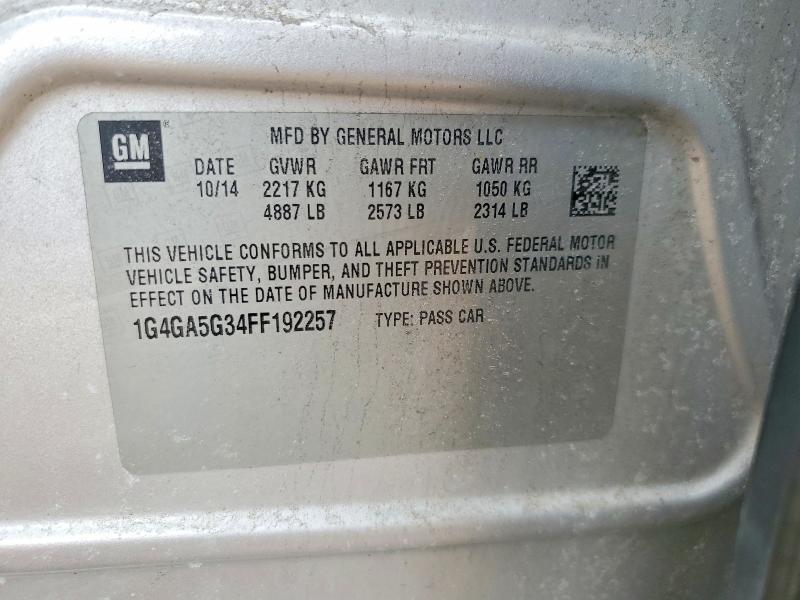 GM
MFD BY GENERAL MOTORS LLC
DATE GVWR GAWR FRT GAWR RR
10/14 2217 KG 1167 KG 1050 KG
4887 LB 2573 LB 2314 LB
THIS VEHICLE CONFORMS TO ALL APPLICABLE U.S. FEDERAL MOTOR
VEHICLE SAFETY, BUMPER, AND THEFT PREVENTION STANDARDS IN
EFFECT ON THE DATE OF MANUFACTURE SHOWN ABOVE.
1G4GA5G34FF192257 TYPE: PASS CAR